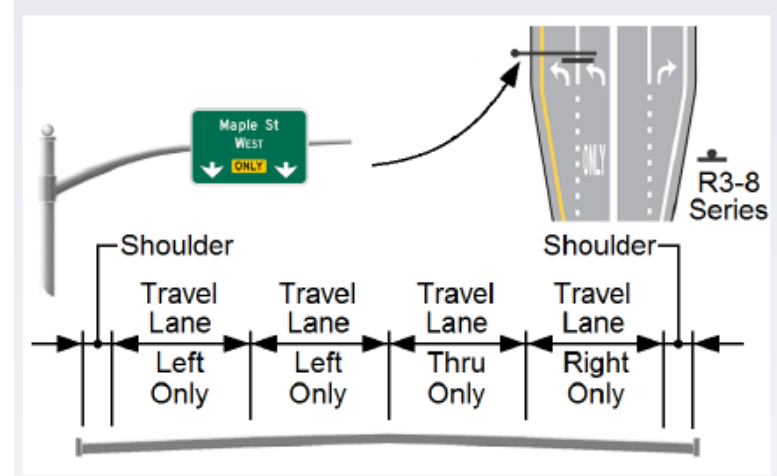 Maple St
WEST
ONLY
ONLY
R3-8
Series
Shoulder
Shoulder
Travel Lane
Travel Lane
Travel Lane
Travel Lane
Left Only
Left Only
Thru Only
Right Only